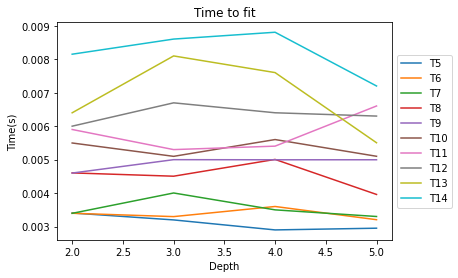 Time to fit
Time(s)
0.009
0.008
0.007
0.006
0.005
0.004
0.003
2.0 2.5 3.0 3.5 4.0 4.5 5.0
Depth
T5
T6
T7
T8
T9
T10
T11
T12
T13
T14